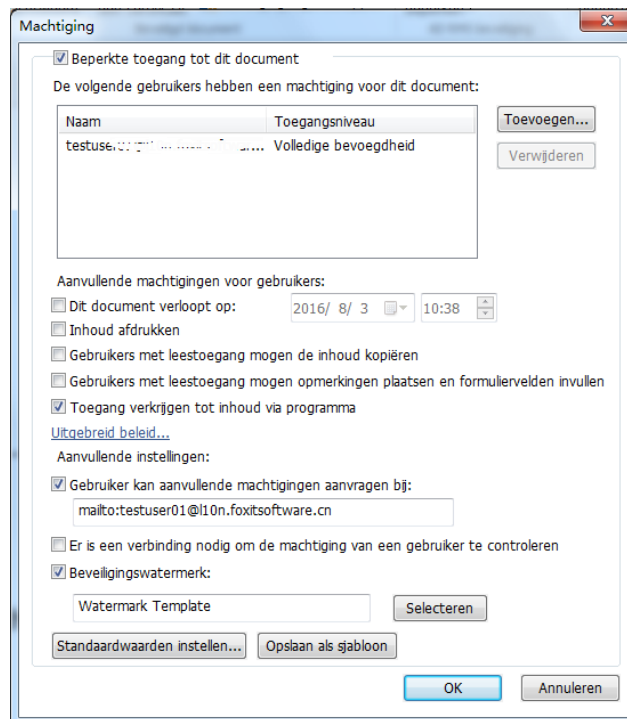 Machtiging
Beperkte toegang tot dit document
De volgende gebruikers hebben een machtiging voor dit document:
Naam Toegangsniveau
Volledige bevoegdheid
Toevoegen...
Verwijderen
Aanvullende machtigingen voor gebruikers:
Dit document verloopt op: 2016/ 8/ 3 10:38
Inhoud afdrukken
Gebruikers met leestoegang mogen de inhoud kopiëren
Gebruikers met leestoegang mogen opmerkingen plaatsen en formuliervelden invullen
Toegang verkrijgen tot inhoud via programma
Uitgebreid beleid...
Aanvullende instellingen:
Gebruiker kan aanvullende machtigingen aanvragen bij:
mailto:testuser01@l10n.foxitsoftware.cn
Er is een verbinding nodig om de machtiging van een gebruiker te controleren
Beveiligingswatermerk:
Watermark Template Selecteren
Standaardwaarden instellen... Opslaan als sjabloon
OK Annuleren